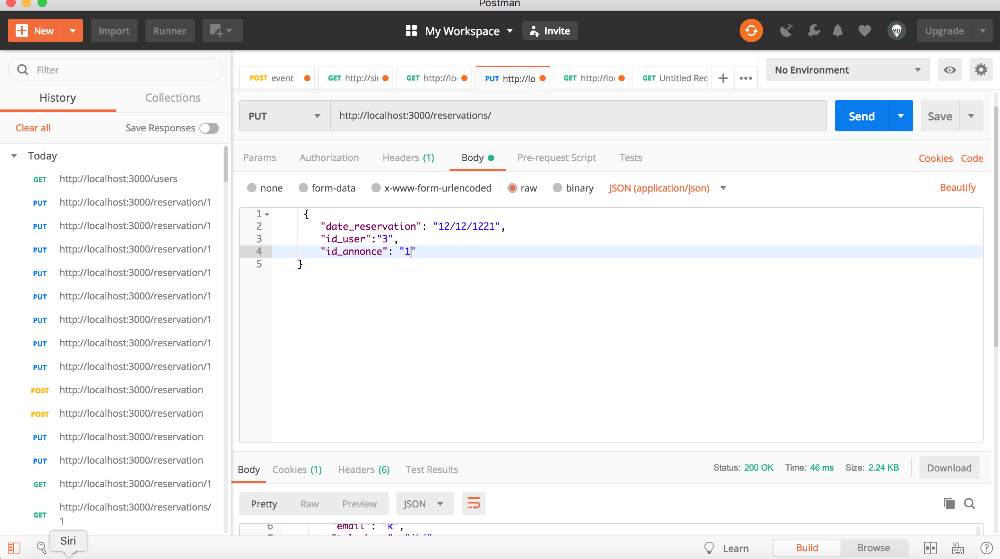 Postman
New
Import
Runner
My Workspace
Invite
Upgrade
Filter
History
Collections
Clear all
Save Responses
Today
GET http://localhost:3000/users
PUT http://localhost:3000/reservation/1
PUT http://localhost:3000/reservation/1
PUT http://localhost:3000/reservation/1
PUT http://localhost:3000/reservation/1
PUT http://localhost:3000/reservation/1
PUT http://localhost:3000/reservation/1
PUT http://localhost:3000/reservation/1
PUT http://localhost:3000/reservation/1
POST http://localhost:3000/reservation
POST http://localhost:3000/reservation
PUT http://localhost:3000/reservation
PUT http://localhost:3000/reservation
GET http://localhost:3000/reservation/1
GET http://localhost:3000/reservations/
1
Siri
POST event
GET http://sir
GET http://loc
PUT http://lo
GET http://loc
GET Untitled Rec
No Environment
PUT
http://localhost:3000/reservations/
Send
Save
Params
Authorization
Headers (1)
Body
Pre-request Script
Tests
Cookies
Code
none
form-data
x-www-form-urlencoded
raw
binary
JSON (application/json)
Beautify
1 {
2 "date_reservation": "12/12/1221",
3 "id_user":"3",
4 "id_annonce": "1"
5 }
Body
Cookies (1)
Headers (6)
Test Results
Status: 200 OK
Time: 46 ms
Size: 2.24 KB
Download
Pretty
Raw
Preview
JSON
6 "email": "k",
Learn
Build
Browse